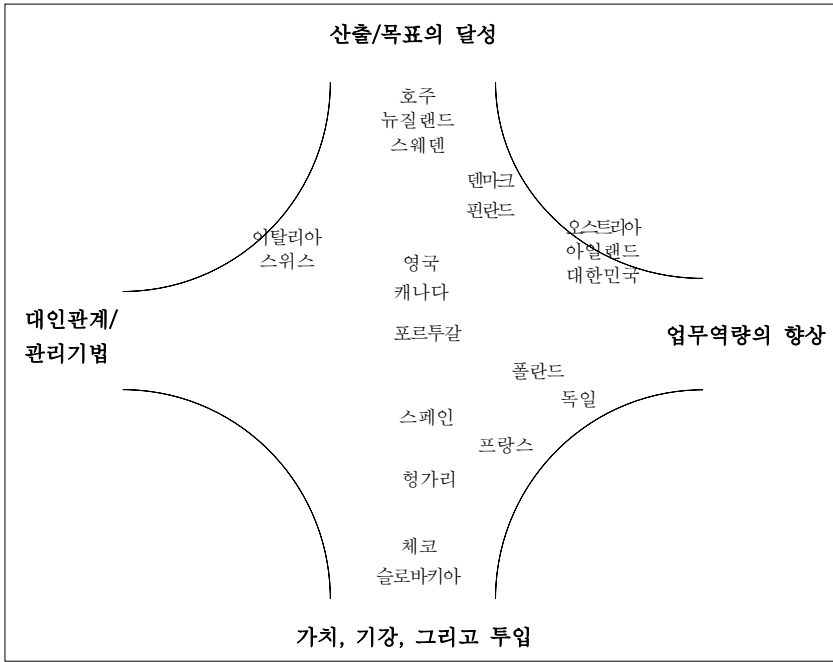 산출/목표의 달성
호주
뉴질랜드
스웨덴
덴마크
핀란드
오스트리아
이탈리아
아일랜드
스위스
영국
대한민국
캐나다
대인관계/
관리기법
포르투갈
업무역량의 향상
폴란드
독일
스페인
프랑스
헝가리
체코
슬로바키아
가치, 기강, 그리고 투입